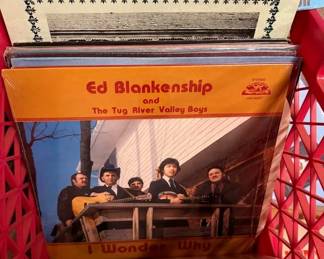 Ed Blankenship
and
The Tug River Valley Boys
I Wonder Why